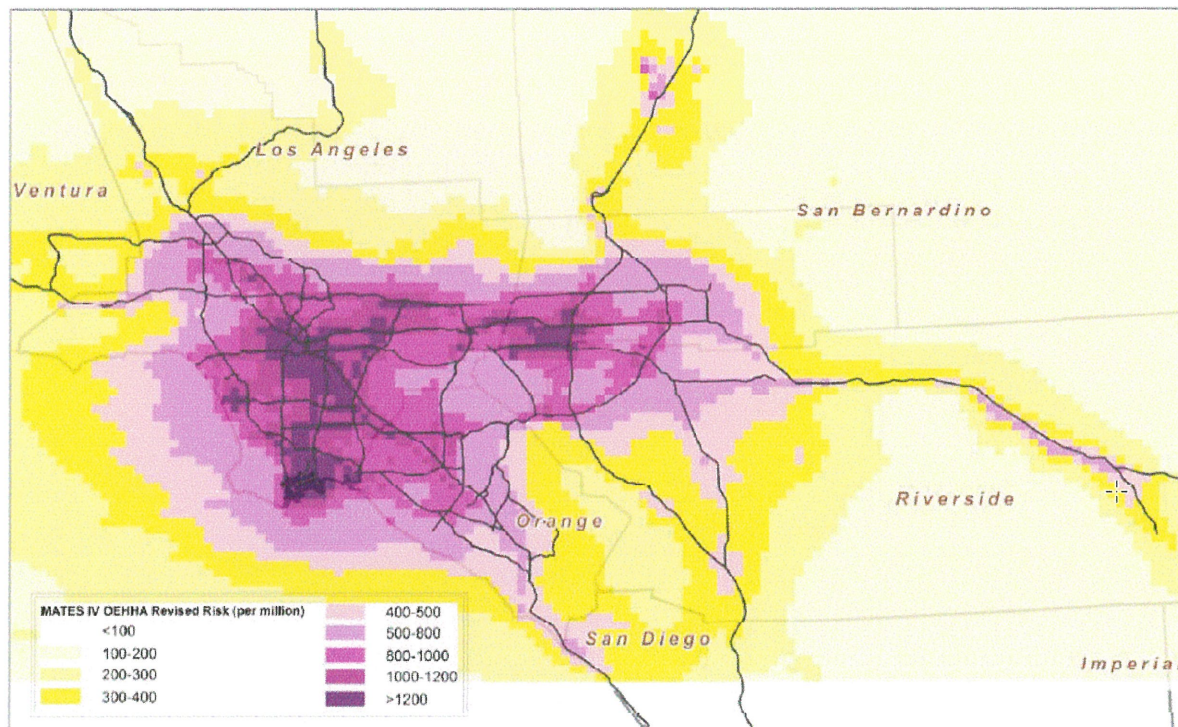 Los Angeles
Ventura
San Bernardino
Riverside
Orange
San Diego
Imperial
MATES IV OEHHA Revised Risk (per million)
<100
100-200
200-300
300-400
400-500
500-800
800-1000
1000-1200
>1200